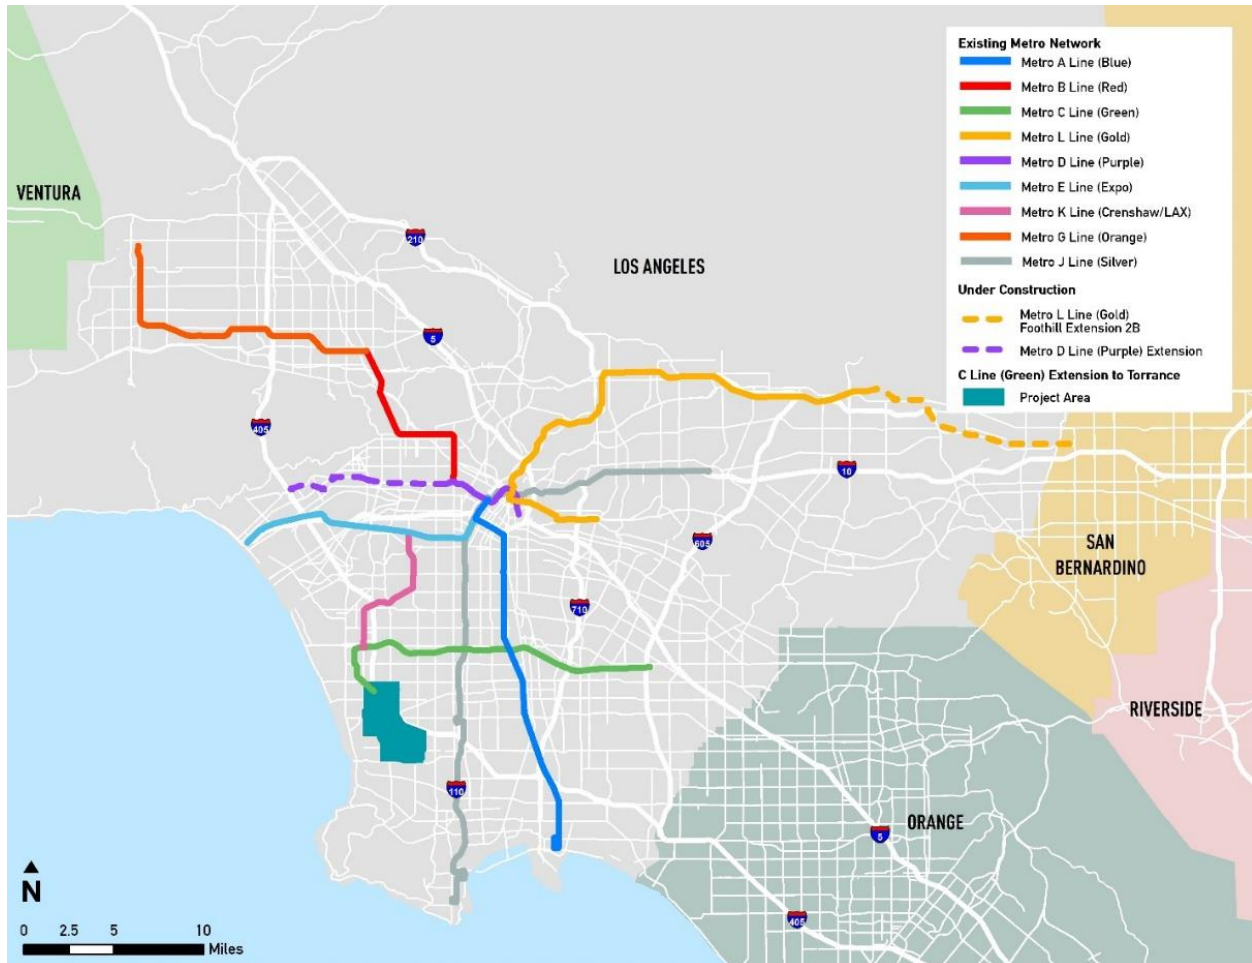 Existing Metro Network
Metro A Line (Blue)
Metro B Line (Red)
Metro C Line (Green)
Metro L Line (Gold)
Metro D Line (Purple)
Metro E Line (Expo)
Metro K Line (Crenshaw/LAX)
Metro G Line (Orange)
Metro J Line (Silver)
Under Construction
Metro L Line (Gold)
Foothill Extension 2B
Metro D Line (Purple) Extension
C Line (Green) Extension to Torrance
Project Area
VENTURA
210
LOS ANGELES
5
405
10
605
SAN
BERNARDINO
710
RIVERSIDE
110
ORANGE
5
405
N
0 2.5 5 10
Miles